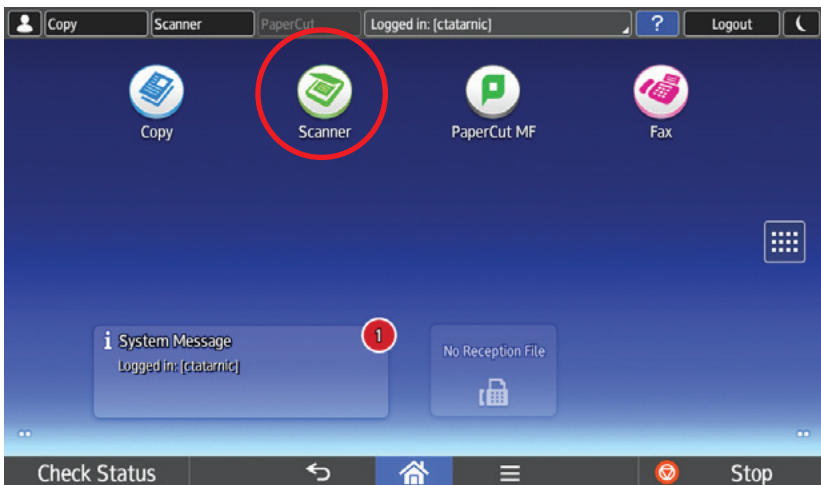 Copy Scanner PaperCut Logged in: [ctatarnic] ? Logout
Copy Scanner PaperCut MF Fax
1
i System Message
Logged in: [ctatarnic]
No Reception File
Check Status Stop